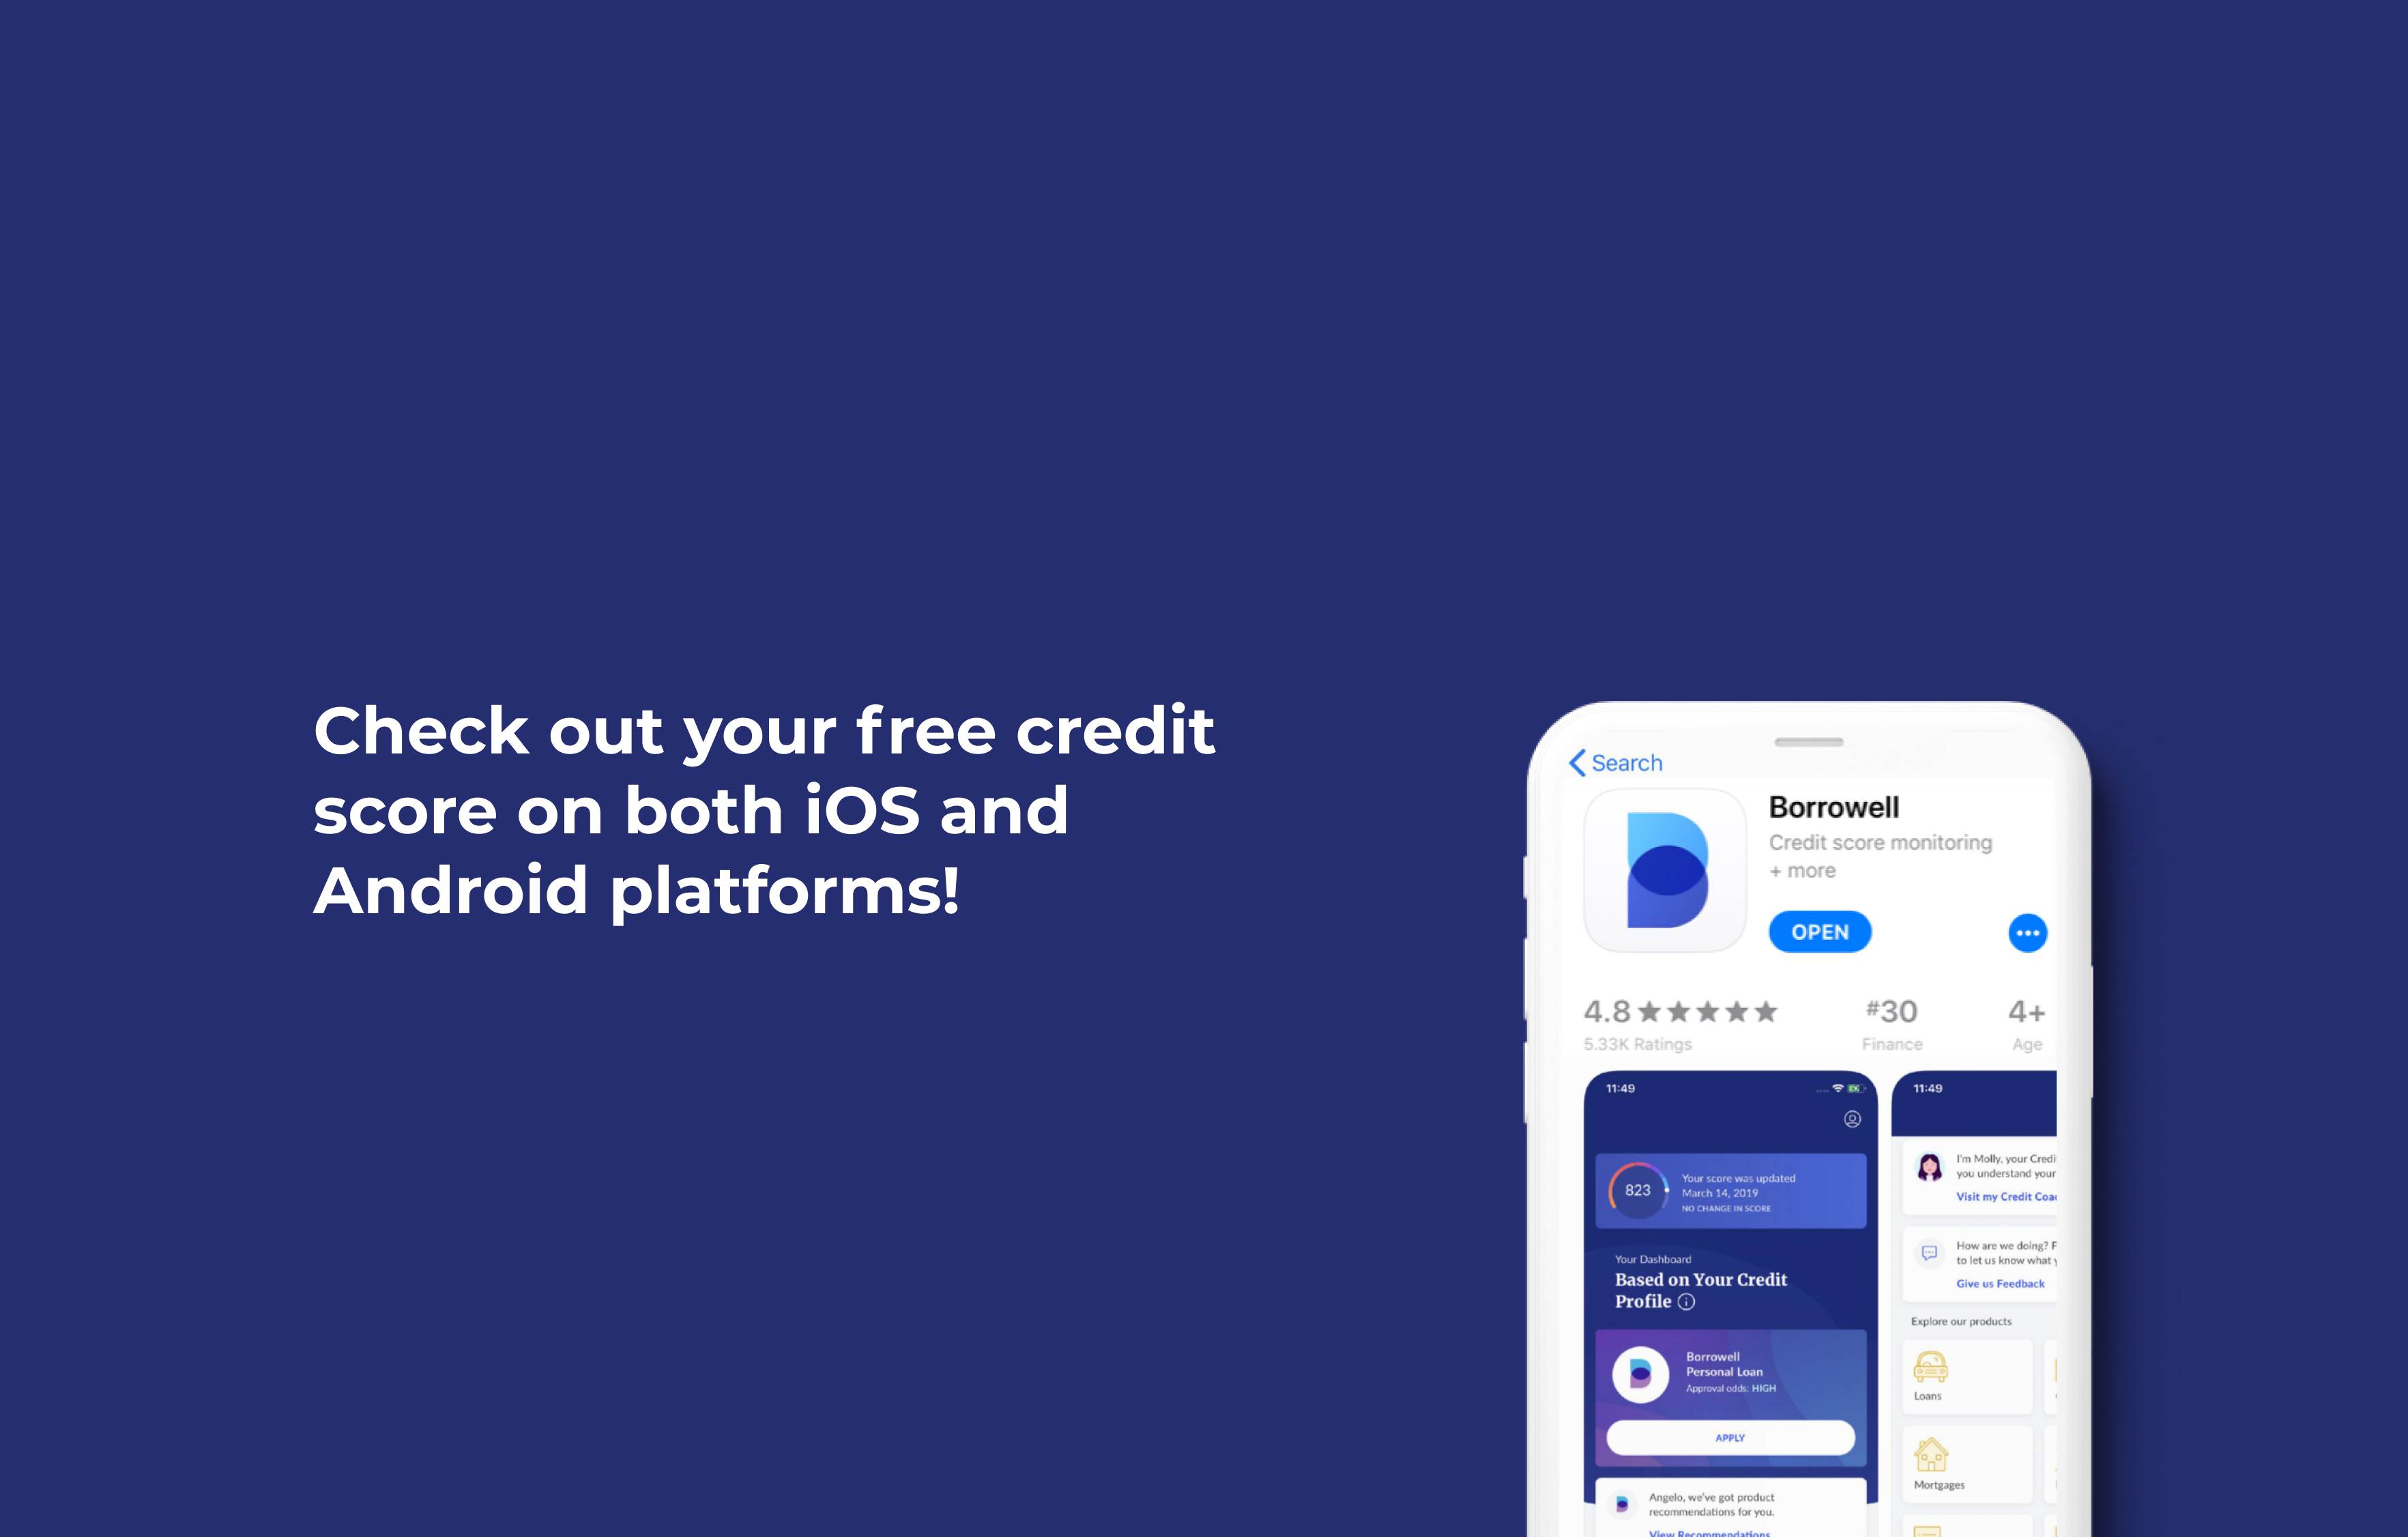 Check out your free credit
score on both iOS and
Android platforms!
Search
Borrowell
Credit score monitoring
+ more
OPEN
4.8
5.33K Ratings
#30
Finance
4+
Age
11:49
823
Your score was updated
March 14, 2019
NO CHANGE IN SCORE
Your Dashboard
Based on Your Credit
Profile
Borrowell
Personal Loan
Approval odds: HIGH
APPLY
Angelo, we've got product
recommendations for you.
View Recommendations
11:49
I'm Molly, your Credi
you understand your
Visit my Credit Coa
How are we doing? F
to let us know what
Give us Feedback
Explore our products
Loans
Mortgages